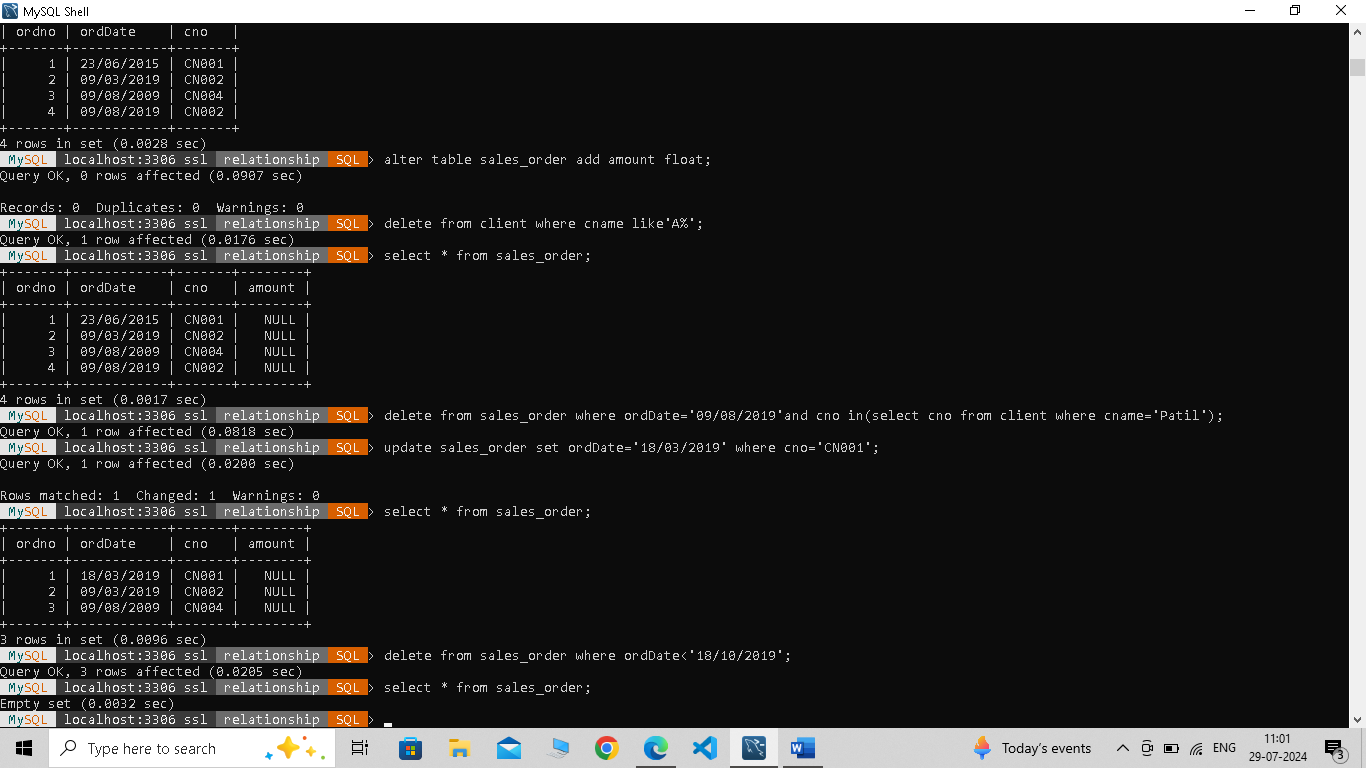 MySQL Shell
| ordno | ordDate    | cno   |
+-------+------------+-------+
|     1 | 23/06/2015 | CN001 |
|     2 | 09/03/2019 | CN002 |
|     3 | 09/08/2009 | CN004 |
|     4 | 09/08/2019 | CN002 |
+-------+------------+-------+
4 rows in set (0.0028 sec)
MySQL localhost:3306 ssl relationship SQL > alter table sales_order add amount float;
Query OK, 0 rows affected (0.0907 sec)
Records: 0  Duplicates: 0  Warnings: 0
MySQL localhost:3306 ssl relationship SQL > delete from client where cname like'A%';
Query OK, 1 row affected (0.0176 sec)
MySQL localhost:3306 ssl relationship SQL > select * from sales_order;
+-------+------------+-------+--------+
| ordno | ordDate    | cno   | amount |
+-------+------------+-------+--------+
|     1 | 23/06/2015 | CN001 |   NULL |
|     2 | 09/03/2019 | CN002 |   NULL |
|     3 | 09/08/2009 | CN004 |   NULL |
|     4 | 09/08/2019 | CN002 |   NULL |
+-------+------------+-------+--------+
4 rows in set (0.0017 sec)
MySQL localhost:3306 ssl relationship SQL > delete from sales_order where ordDate='09/08/2019'and cno in(select cno from client where cname='Patil');
Query OK, 1 row affected (0.0818 sec)
MySQL localhost:3306 ssl relationship SQL > update sales_order set ordDate='18/03/2019' where cno='CN001';
Query OK, 1 row affected (0.0200 sec)
Rows matched: 1  Changed: 1  Warnings: 0
MySQL localhost:3306 ssl relationship SQL > select * from sales_order;
+-------+------------+-------+--------+
| ordno | ordDate    | cno   | amount |
+-------+------------+-------+--------+
|     1 | 18/03/2019 | CN001 |   NULL |
|     2 | 09/03/2019 | CN002 |   NULL |
|     3 | 09/08/2009 | CN004 |   NULL |
+-------+------------+-------+--------+
3 rows in set (0.0096 sec)
MySQL localhost:3306 ssl relationship SQL > delete from sales_order where ordDate<'18/10/2019';
Query OK, 3 rows affected (0.0205 sec)
MySQL localhost:3306 ssl relationship SQL > select * from sales_order;
Empty set (0.0032 sec)
MySQL localhost:3306 ssl relationship SQL > _
Type here to search
Today's events
ENG
11:01
29-07-2024
3